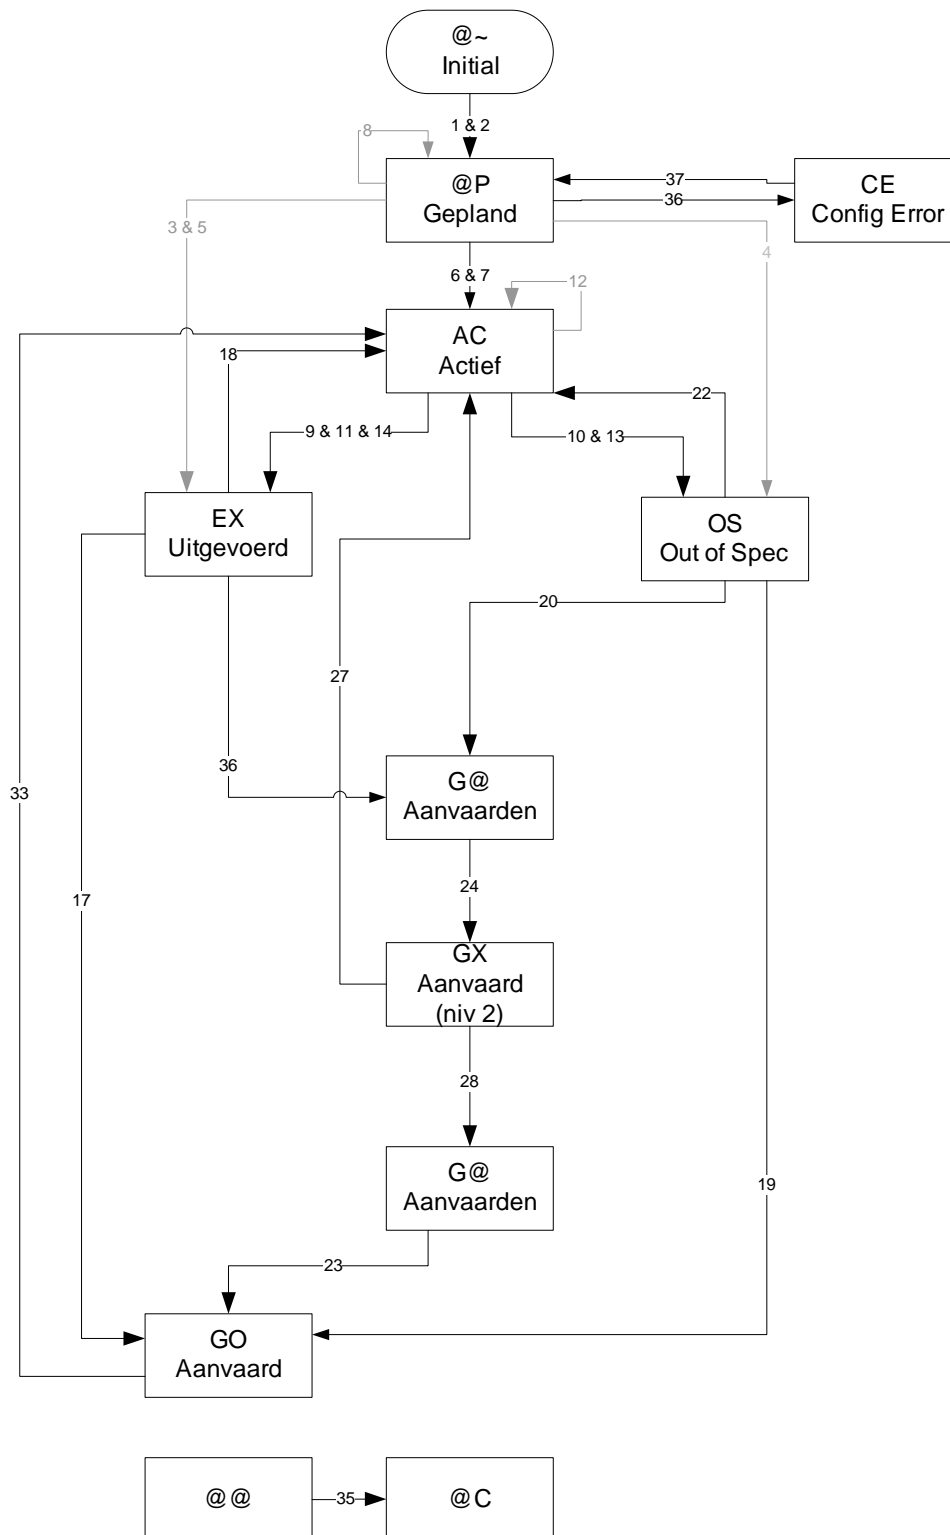 @~
Initial
1 & 2
8
@P
Gepland
37
36
CE
Config Error
3 & 5
4
6 & 7
12
AC
Actief
18
22
9 & 11 & 14
10 & 13
EX
Uitgevoerd
OS
Out of Spec
20
27
36
33
G@
Aanvaarden
24
17
GX
Aanvaard
(niv 2)
28
G@
Aanvaarden
19
23
GO
Aanvaard
@@
35
@C